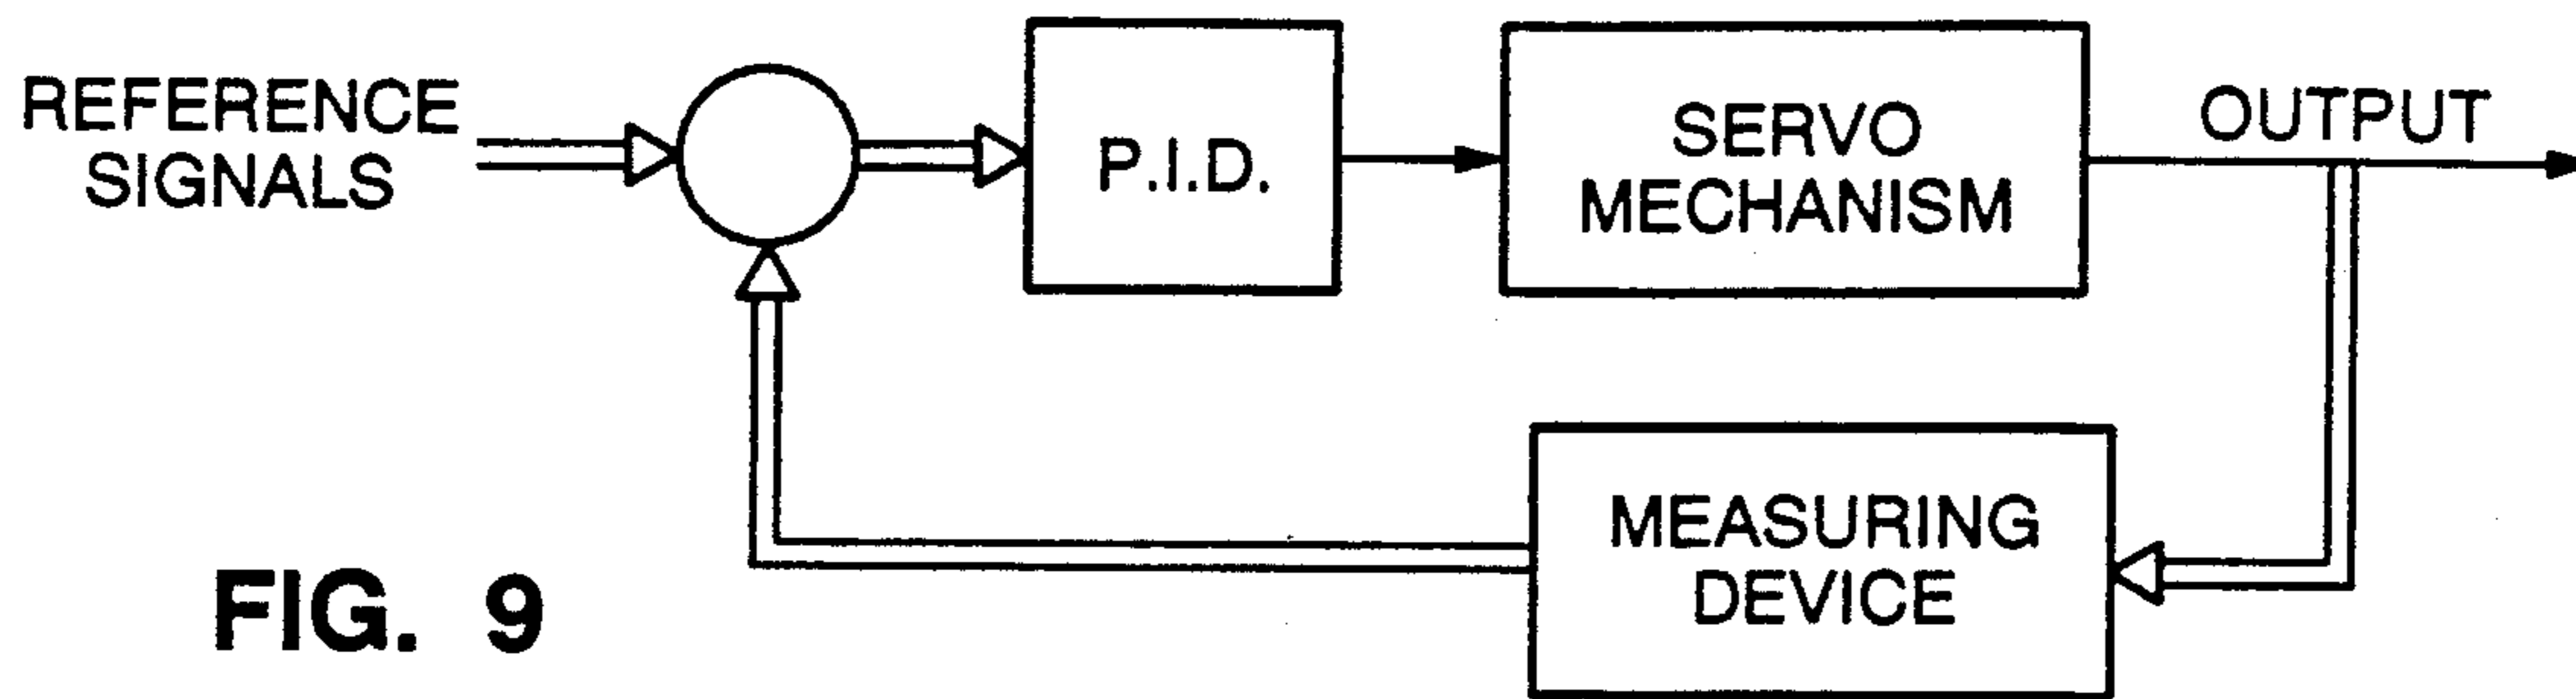 REFERENCE
SIGNALS
P.I.D.
SERVO
MECHANISM
OUTPUT
MEASURING
DEVICE
FIG. 9